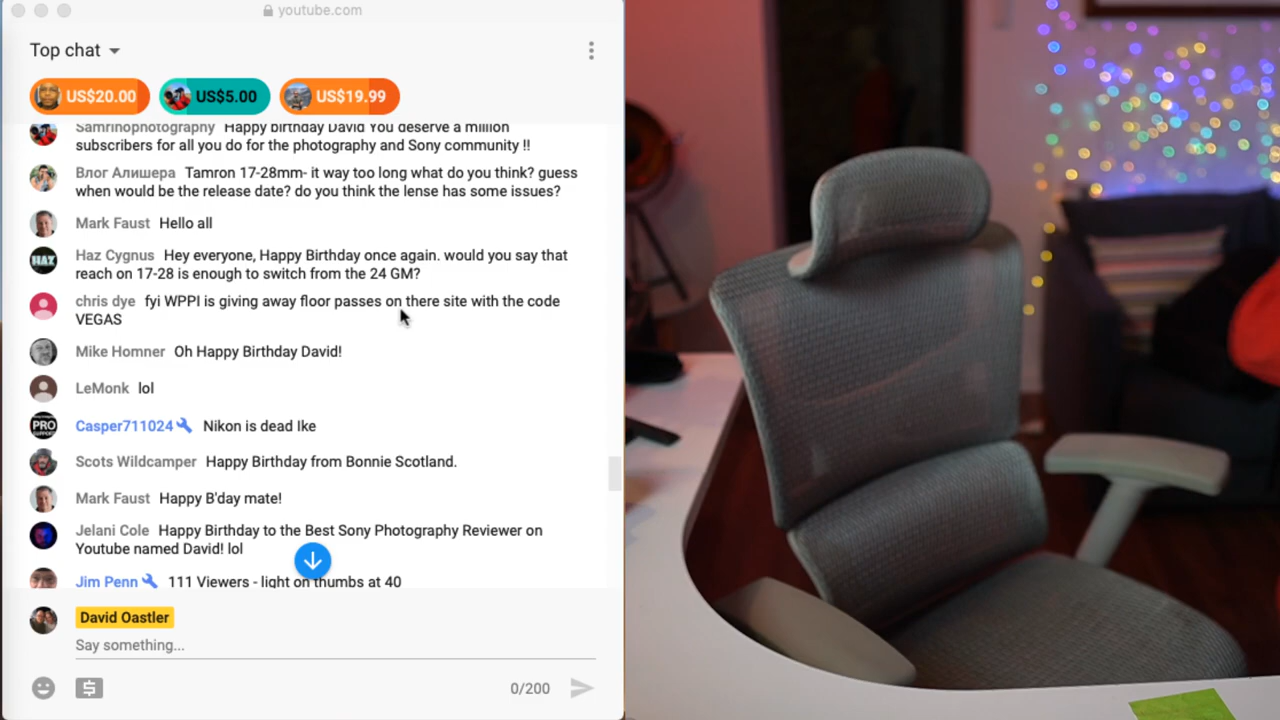 youtube.com
Top chat
US$20.00 US$5.00 US$19.99
Samrinophotography Happy birthday David You deserve a million
subscribers for all you do for the photography and Sony community !!
Влог Алишера Tamron 17-28mm- it way too long what do you think? guess
when would be the release date? do you think the lense has some issues?
Mark Faust Hello all
HAZ Haz Cygnus Hey everyone, Happy Birthday once again. would you say that
reach on 17-28 is enough to switch from the 24 GM?
chris dye fyi WPPI is giving away floor passes on there site with the code
VEGAS
Mike Homner Oh Happy Birthday David!
LeMonk lol
PRO Casper711024 Nikon is dead Ike
Scots Wildcamper Happy Birthday from Bonnie Scotland.
Mark Faust Happy B'day mate!
Jelani Cole Happy Birthday to the Best Sony Photography Reviewer on
Youtube named David! lol
Jim Penn 111 Viewers - light on thumbs at 40
David Oastler
Say something...
0/200